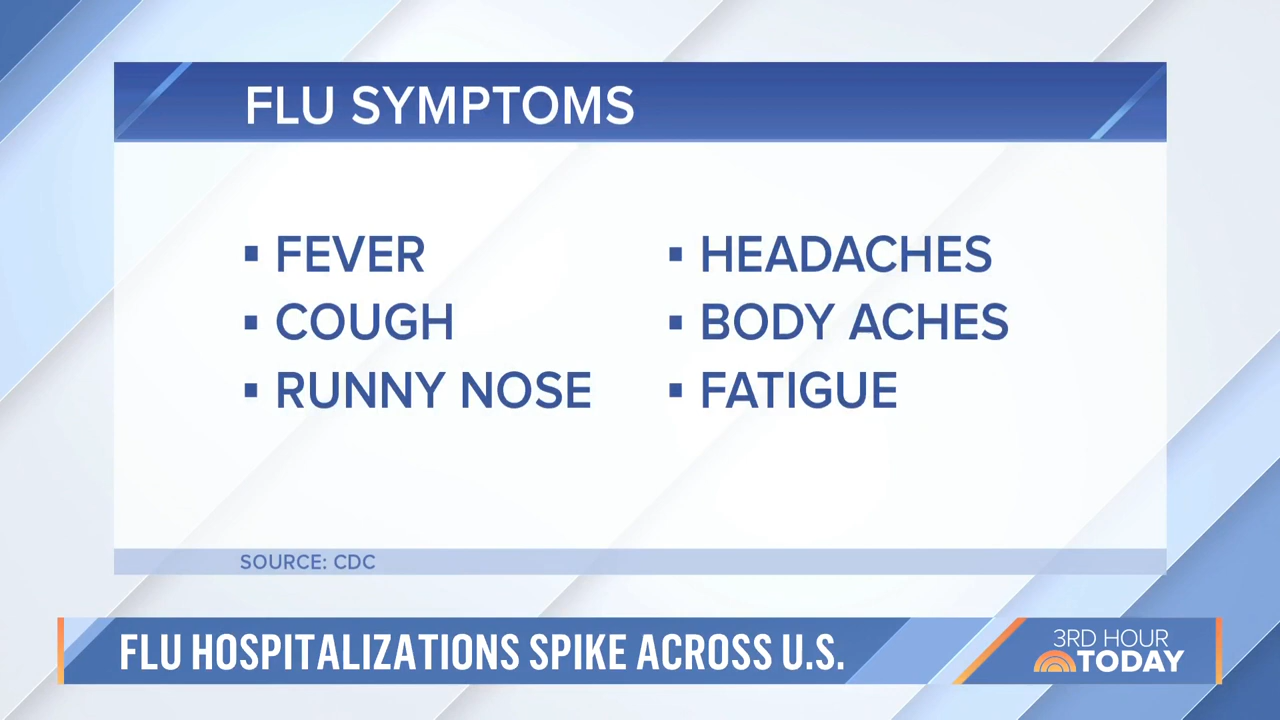 FLU SYMPTOMS
▪ FEVER
▪ COUGH
▪ RUNNY NOSE
▪ HEADACHES
▪ BODY ACHES
▪ FATIGUE
SOURCE: CDC
FLU HOSPITALIZATIONS SPIKE ACROSS U.S.
3RD HOUR
TODAY